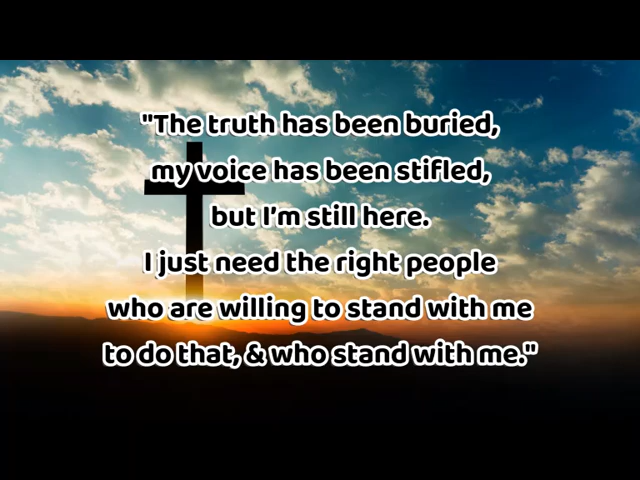 "The truth has been buried,
my voice has been stifled,
but I’m still here.
I just need the right people
who are willing to stand with me
to do that, & who stand with me."